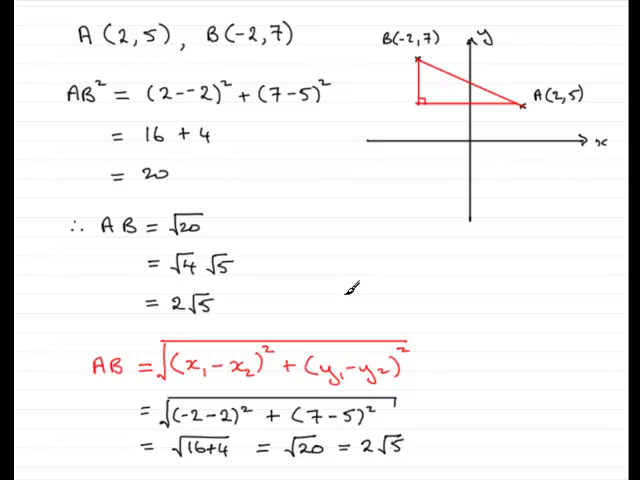 A(2,5), B(-2,7)
B(-2,7)
y
A(2,5)
x
AB² = (2--2)² + (7-5)²
= 16 + 4
= 20
∴ AB = √20
= √4 √5
= 2√5
AB = √(x₁-x₂)² + (y₁-y₂)²
= √(-2-2)² + (7-5)²
= √16+4 = √20 = 2√5